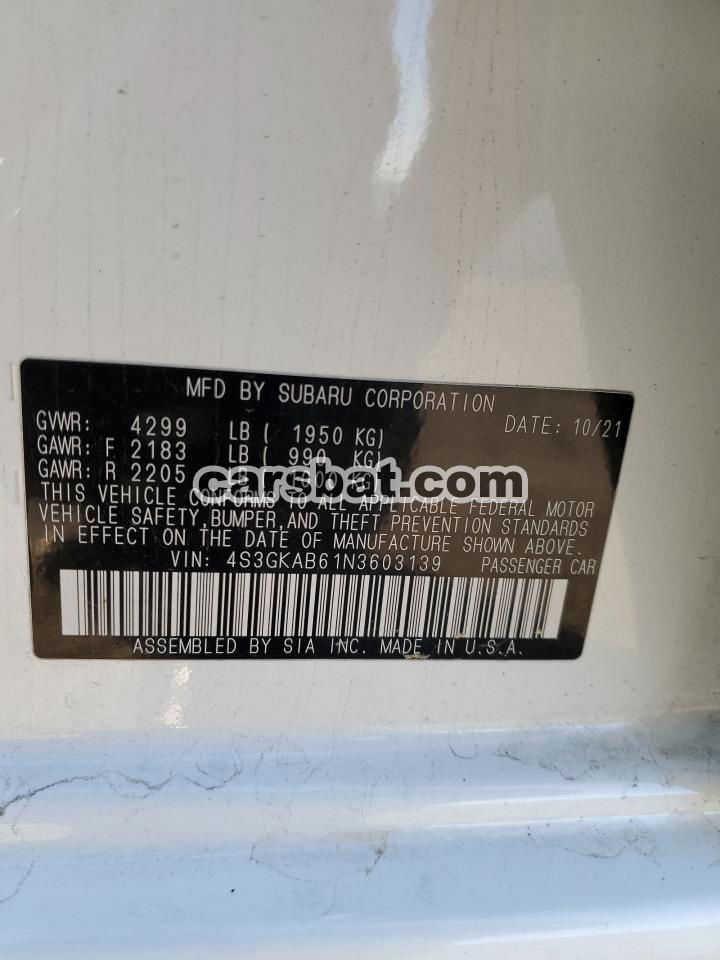 MFD BY SUBARU CORPORATION
DATE: 10/21
GVWR: 4299 LB ( 1950 KG)
GAWR: F 2183 LB ( 990 KG)
GAWR: R 2205
carsbat.com
THIS VEHICLE CONFORMS TO ALL APPLICABLE FEDERAL MOTOR
VEHICLE SAFETY, BUMPER, AND THEFT PREVENTION STANDARDS
IN EFFECT ON THE DATE OF MANUFACTURE SHOWN ABOVE.
VIN: 4S3GKAB61N3603139 PASSENGER CAR
ASSEMBLED BY SIA INC. MADE IN U.S.A.